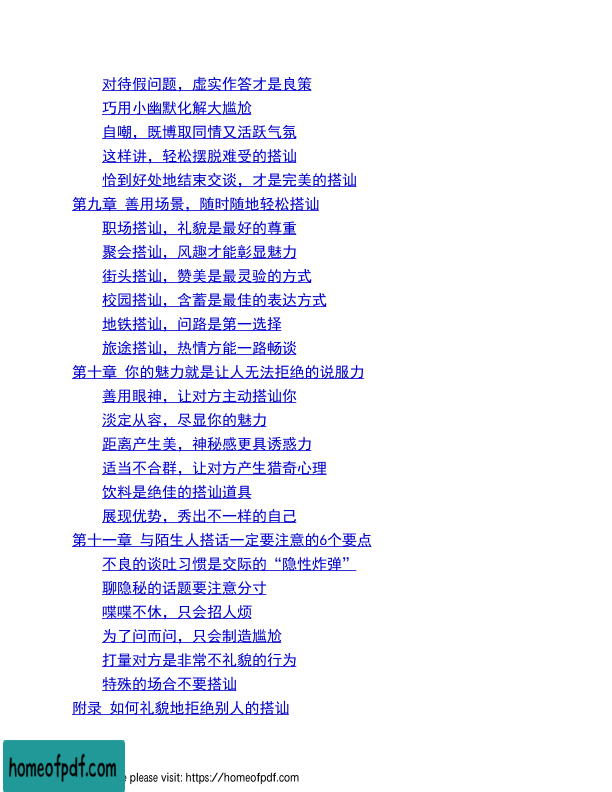 对待假问题，虚实作答才是良策
巧用小幽默化解大尴尬
自嘲，既博取同情又活跃气氛
这样讲，轻松摆脱难受的搭讪
恰到好处地结束交谈，才是完美的搭讪
第九章 善用场景，随时随地轻松搭讪
职场搭讪，礼貌是最好的尊重
聚会搭讪，风趣才能彰显魅力
街头搭讪，赞美是最灵验的方式
校园搭讪，含蓄是最佳的表达方式
地铁搭讪，问路是第一选择
旅途搭讪，热情方能一路畅谈
第十章 你的魅力就是让人无法拒绝的说服力
善用眼神，让对方主动搭讪你
淡定从容，尽显你的魅力
距离产生美，神秘感更具诱惑力
适当不合群，让对方产生猎奇心理
饮料是绝佳的搭讪道具
展现优势，秀出不一样的自己
第十一章 与陌生人搭话一定要注意的6个要点
不良的谈吐习惯是交际的“隐性炸弹”
聊隐秘的话题要注意分寸
喋喋不休，只会招人烦
为了问而问，只会制造尴尬
打量对方是非常不礼貌的行为
特殊的场合不要搭讪
附录 如何礼貌地拒绝别人的搭讪
homeofpdf.com
please visit: https://homeofpdf.com